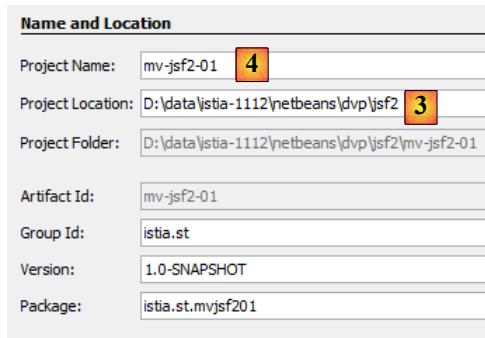 Name and Location
Project Name: mv-jsf2-01 4
Project Location: D:\data\istia-1112\netbeans\dvp\jsf2 3
Project Folder: D:\data\istia-1112\netbeans\dvp\jsf2\mv-jsf2-01
Artifact Id: mv-jsf2-01
Group Id: istia.st
Version: 1.0-SNAPSHOT
Package: istia.st.mvjsf201